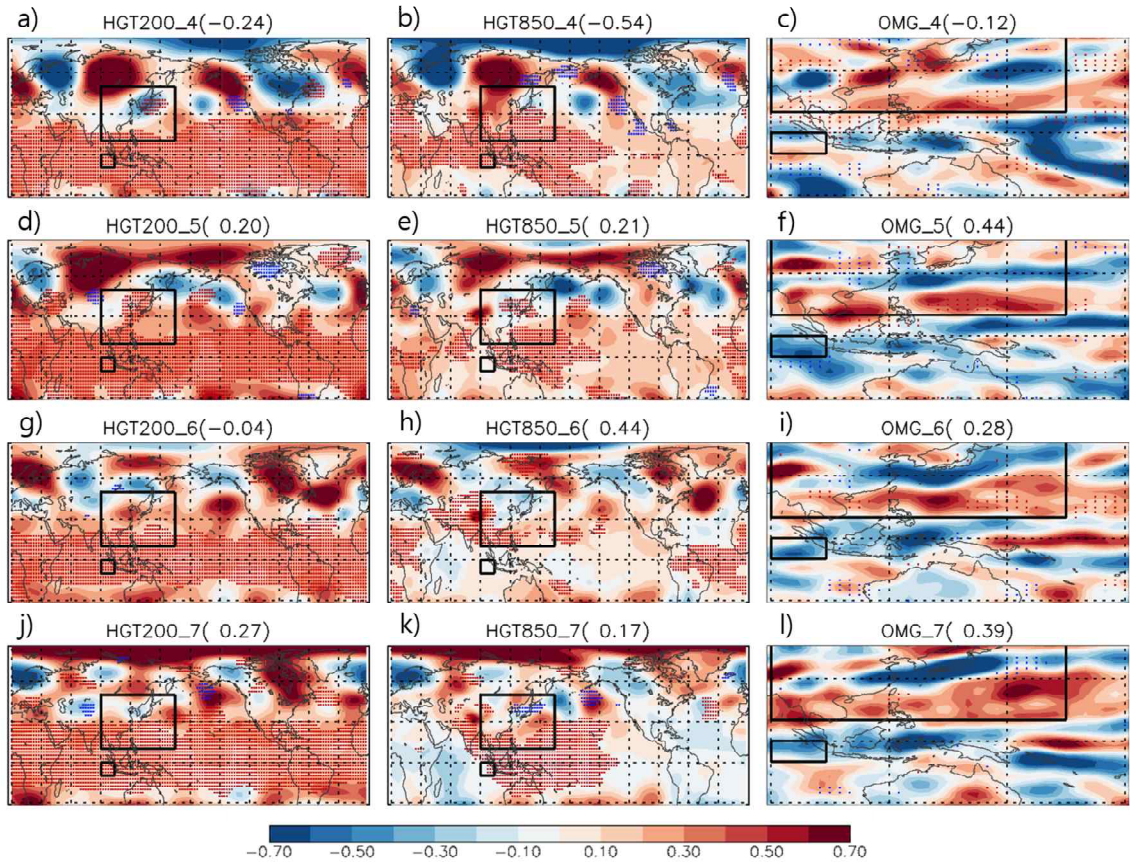 a) HGT200_4(−0.24) b) HGT850_4(−0.54) c) OMG_4(−0.12)
d) HGT200_5( 0.20) e) HGT850_5( 0.21) f) OMG_5( 0.44)
g) HGT200_6(−0.04) h) HGT850_6( 0.44) i) OMG_6( 0.28)
j) HGT200_7( 0.27) k) HGT850_7( 0.17) l) OMG_7( 0.39)
−0.70 −0.50 −0.30 −0.10 0.10 0.30 0.50 0.70